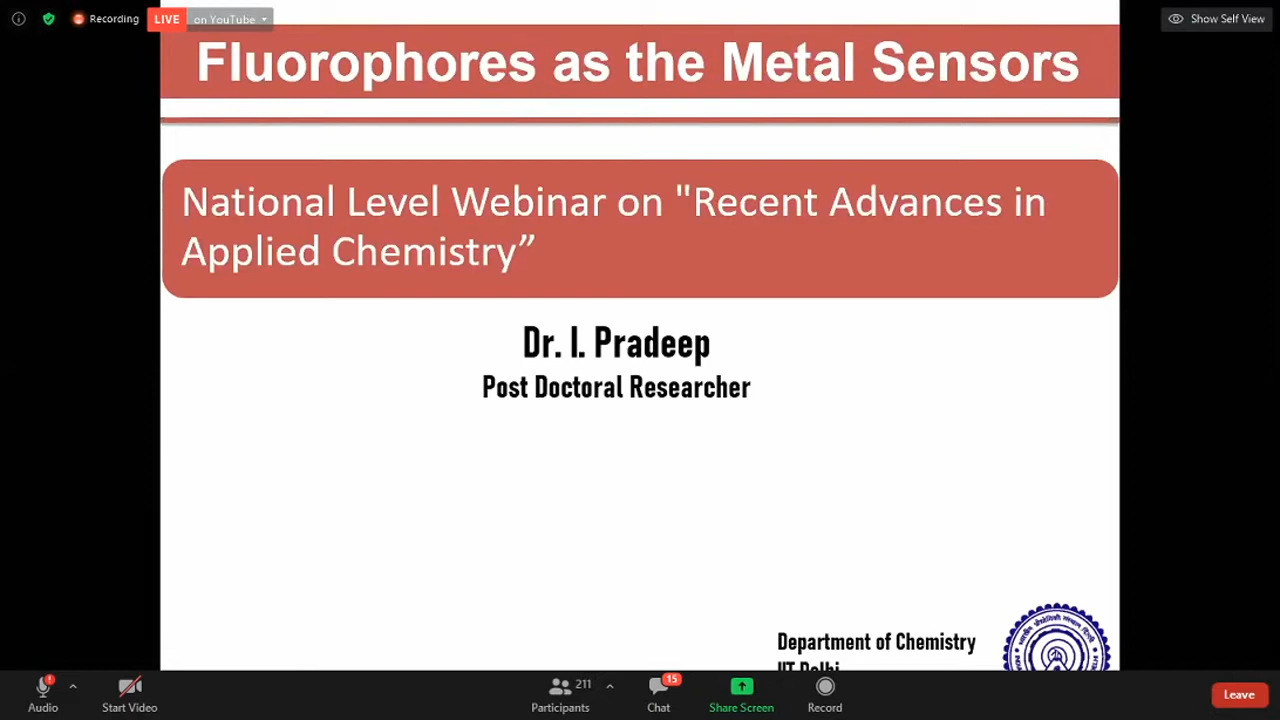 Recording LIVE on YouTube
Show Self View
Fluorophores as the Metal Sensors
National Level Webinar on "Recent Advances in
Applied Chemistry”
Dr. I. Pradeep
Post Doctoral Researcher
Department of Chemistry
IIT Delhi
Audio
Start Video
211
Participants
15
Chat
Share Screen
Record
Leave